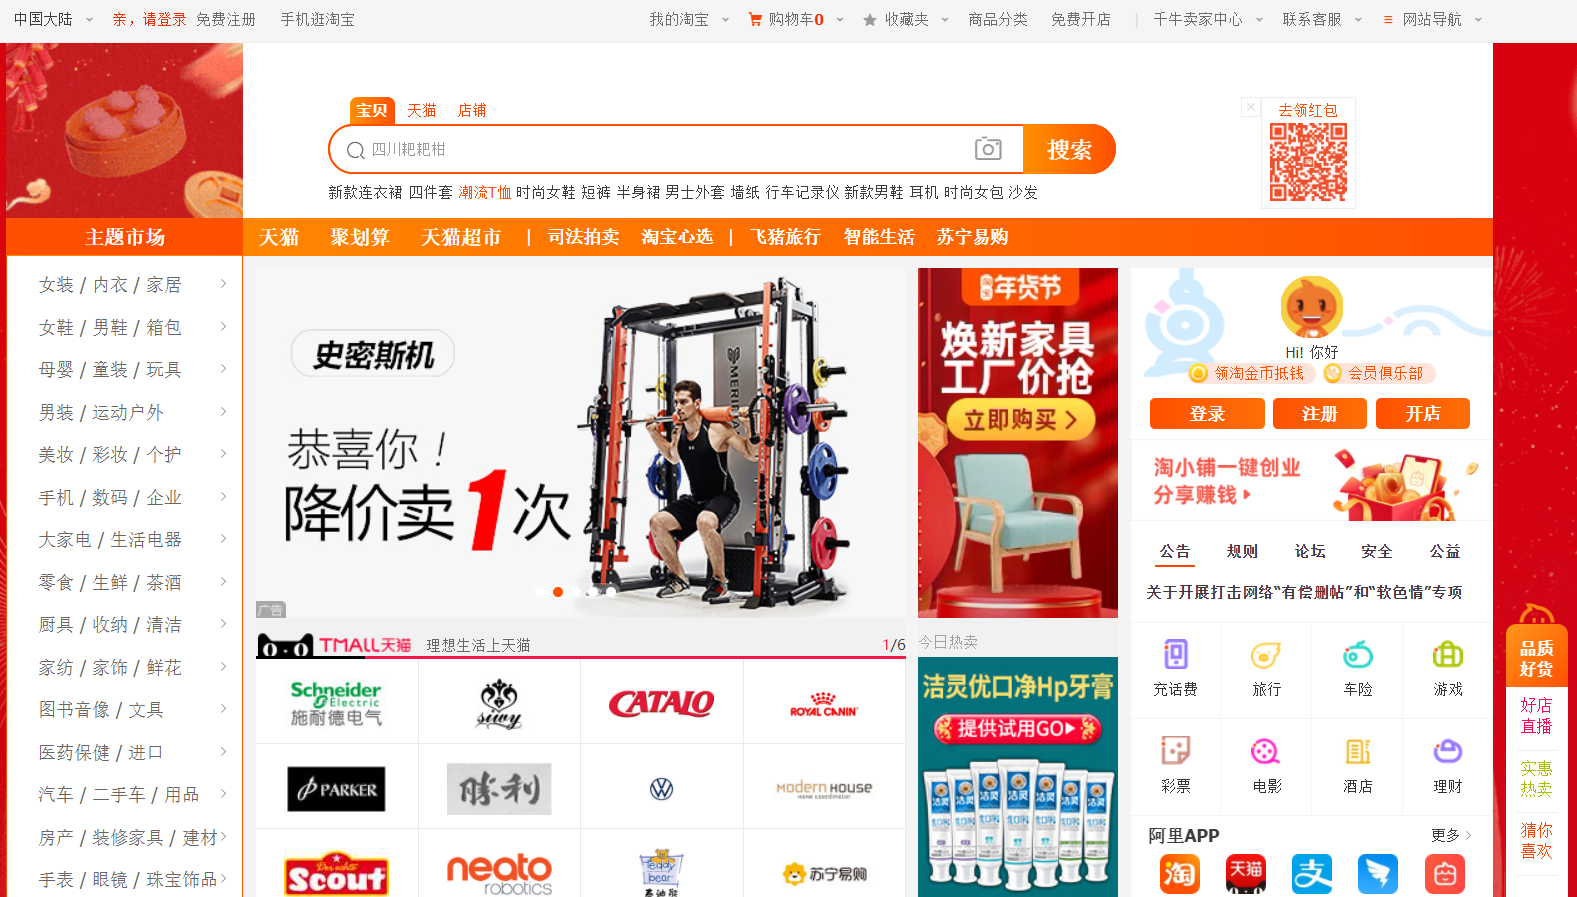 中国大陆 亲，请登录 免费注册 手机逛淘宝 我的淘宝 购物车0 收藏夹 商品分类 免费开店 | 千牛卖家中心 联系客服 网站导航
宝贝 天猫 店铺
四川耙耙柑
搜索
新款连衣裙 四件套 潮流T恤 时尚女鞋 短裤 半身裙 男士外套 墙纸 行车记录仪 新款男鞋 耳机 时尚女包 沙发
去领红包
主题市场 天猫 聚划算 天猫超市 | 司法拍卖 淘宝心选 | 飞猪旅行 智能生活 苏宁易购
女装 / 内衣 / 家居
女鞋 / 男鞋 / 箱包
母婴 / 童装 / 玩具
男装 / 运动户外
美妆 / 彩妆 / 个护
手机 / 数码 / 企业
大家电 / 生活电器
零食 / 生鲜 / 茶酒
厨具 / 收纳 / 清洁
家纺 / 家饰 / 鲜花
图书音像 / 文具
医药保健 / 进口
汽车 / 二手车 / 用品
房产 / 装修家具 / 建材
手表 / 眼镜 / 珠宝饰品
史密斯机
恭喜你！
降价卖1次
广告
TMALL天猫 理想生活上天猫 1/6
Schneider
Electric
施耐德电气
CATALO
ROYAL CANIN
PARKER
勝利
modern house
Scout
neato
robotics
Teddy
bear
苏宁易购
年货节
焕新家具
工厂价抢
立即购买
今日热卖
洁灵优口净Hp牙膏
提供试用GO
洁灵
Hi! 你好
领淘金币抵钱 会员俱乐部
登录 注册 开店
淘小铺一键创业
分享赚钱
公告 规则 论坛 安全 公益
关于开展打击网络“有偿删帖”和“软色情”专项
充话费 旅行 车险 游戏
彩票 电影 酒店 理财
阿里APP 更多
淘 天猫 支
品质
好货
好店
直播
实惠
热卖
猜你
喜欢